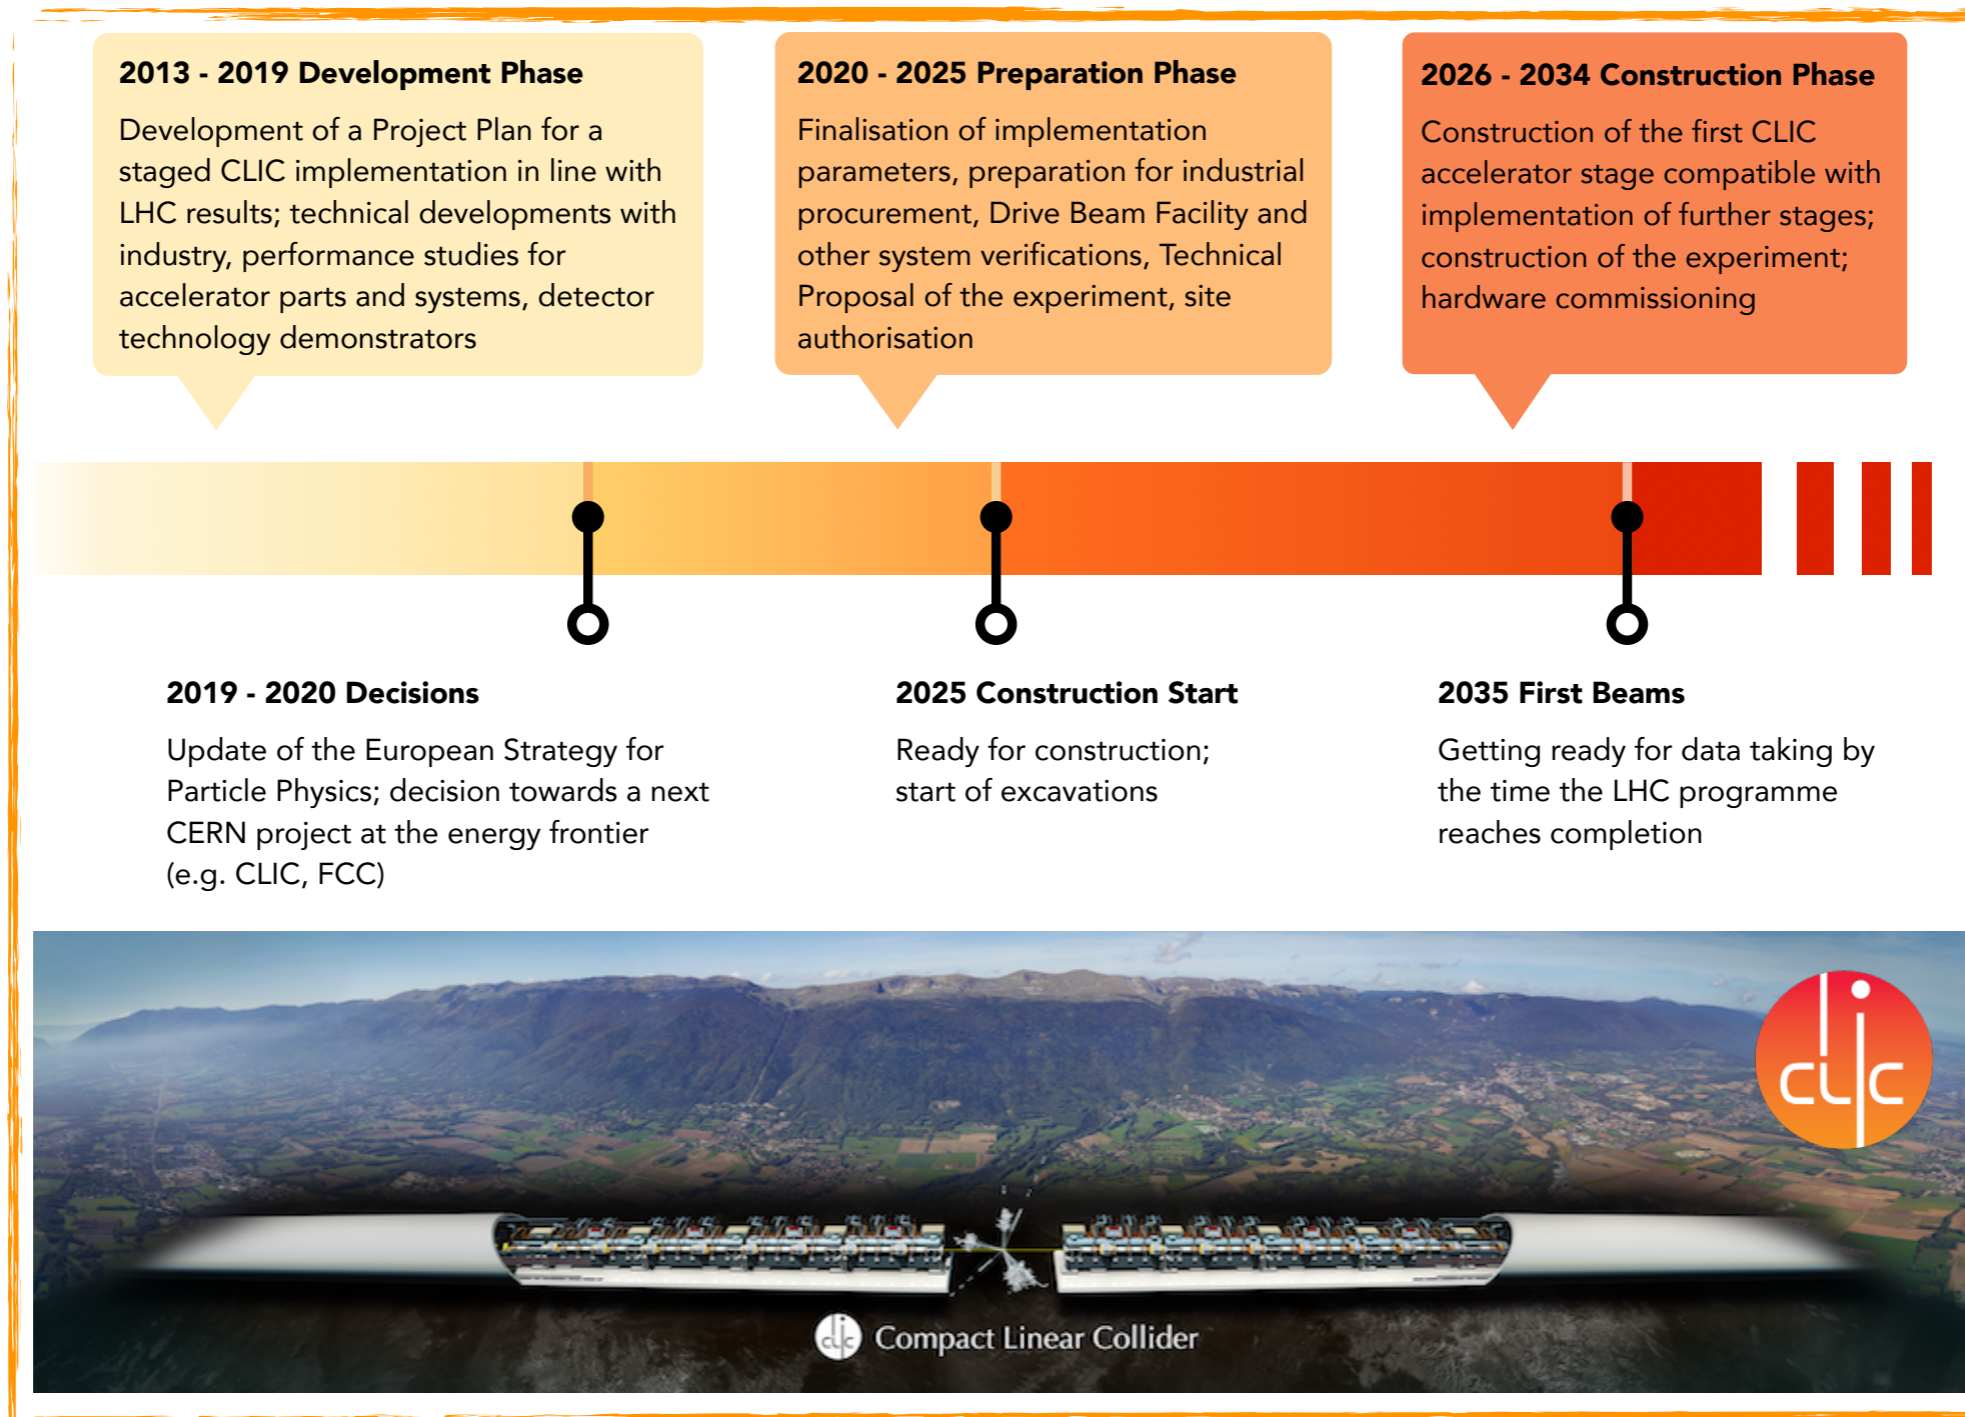 2013 - 2019 Development Phase
Development of a Project Plan for a
staged CLIC implementation in line with
LHC results; technical developments with
industry, performance studies for
accelerator parts and systems, detector
technology demonstrators
2020 - 2025 Preparation Phase
Finalisation of implementation
parameters, preparation for industrial
procurement, Drive Beam Facility and
other system verifications, Technical
Proposal of the experiment, site
authorisation
2026 - 2034 Construction Phase
Construction of the first CLIC
accelerator stage compatible with
implementation of further stages;
construction of the experiment;
hardware commissioning
2019 - 2020 Decisions
Update of the European Strategy for
Particle Physics; decision towards a next
CERN project at the energy frontier
(e.g. CLIC, FCC)
2025 Construction Start
Ready for construction;
start of excavations
2035 First Beams
Getting ready for data taking by
the time the LHC programme
reaches completion
clic
clic Compact Linear Collider